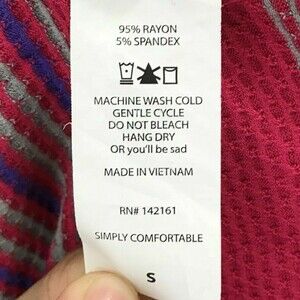 95% RAYON
5% SPANDEX
MACHINE WASH COLD
GENTLE CYCLE
DO NOT BLEACH
HANG DRY
OR you'll be sad
MADE IN VIETNAM
RN# 142161
SIMPLY COMFORTABLE
S